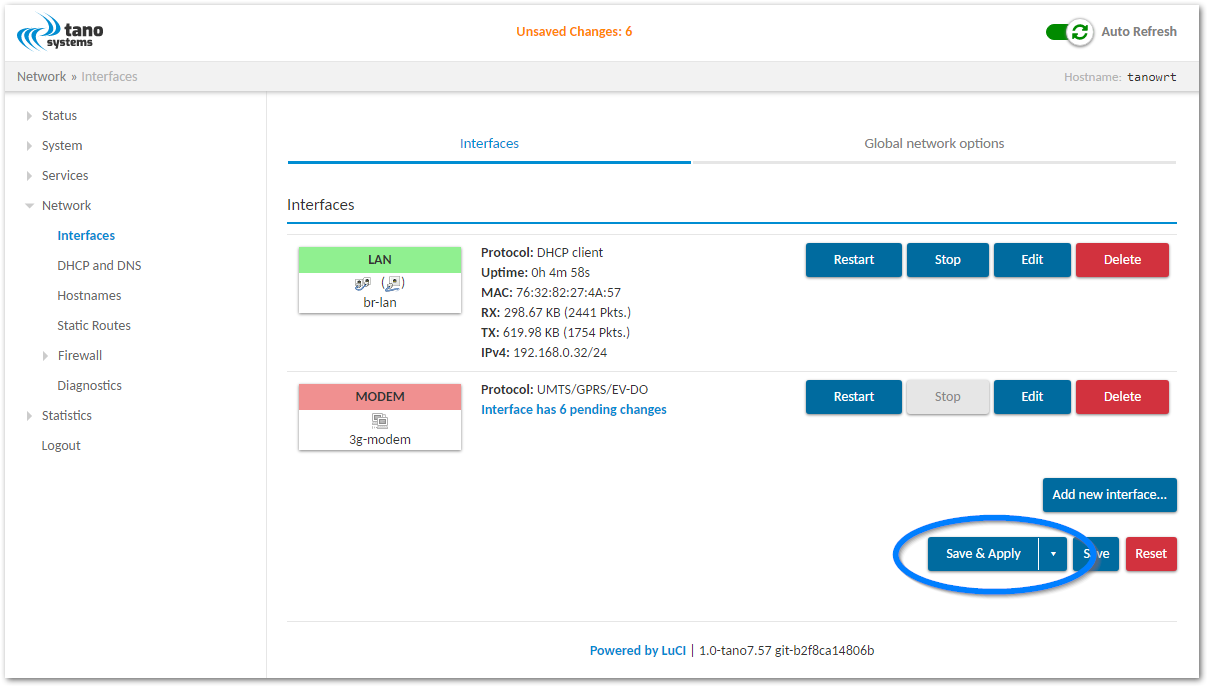 tano
systems
Unsaved Changes: 6
Auto Refresh
Network » Interfaces
Hostname: tanowrt
Status
System
Services
Network
Interfaces
DHCP and DNS
Hostnames
Static Routes
Firewall
Diagnostics
Statistics
Logout
Interfaces
Global network options
Interfaces
LAN
br-lan
Protocol: DHCP client
Uptime: 0h 4m 58s
MAC: 76:32:82:27:4A:57
RX: 298.67 KB (2441 Pkts.)
TX: 619.98 KB (1754 Pkts.)
IPv4: 192.168.0.32/24
Restart Stop Edit Delete
MODEM
3g-modem
Protocol: UMTS/GPRS/EV-DO
Interface has 6 pending changes
Restart Stop Edit Delete
Add new interface...
Save & Apply Save Reset
Powered by LuCI | 1.0-tano7.57 git-b2f8ca14806b